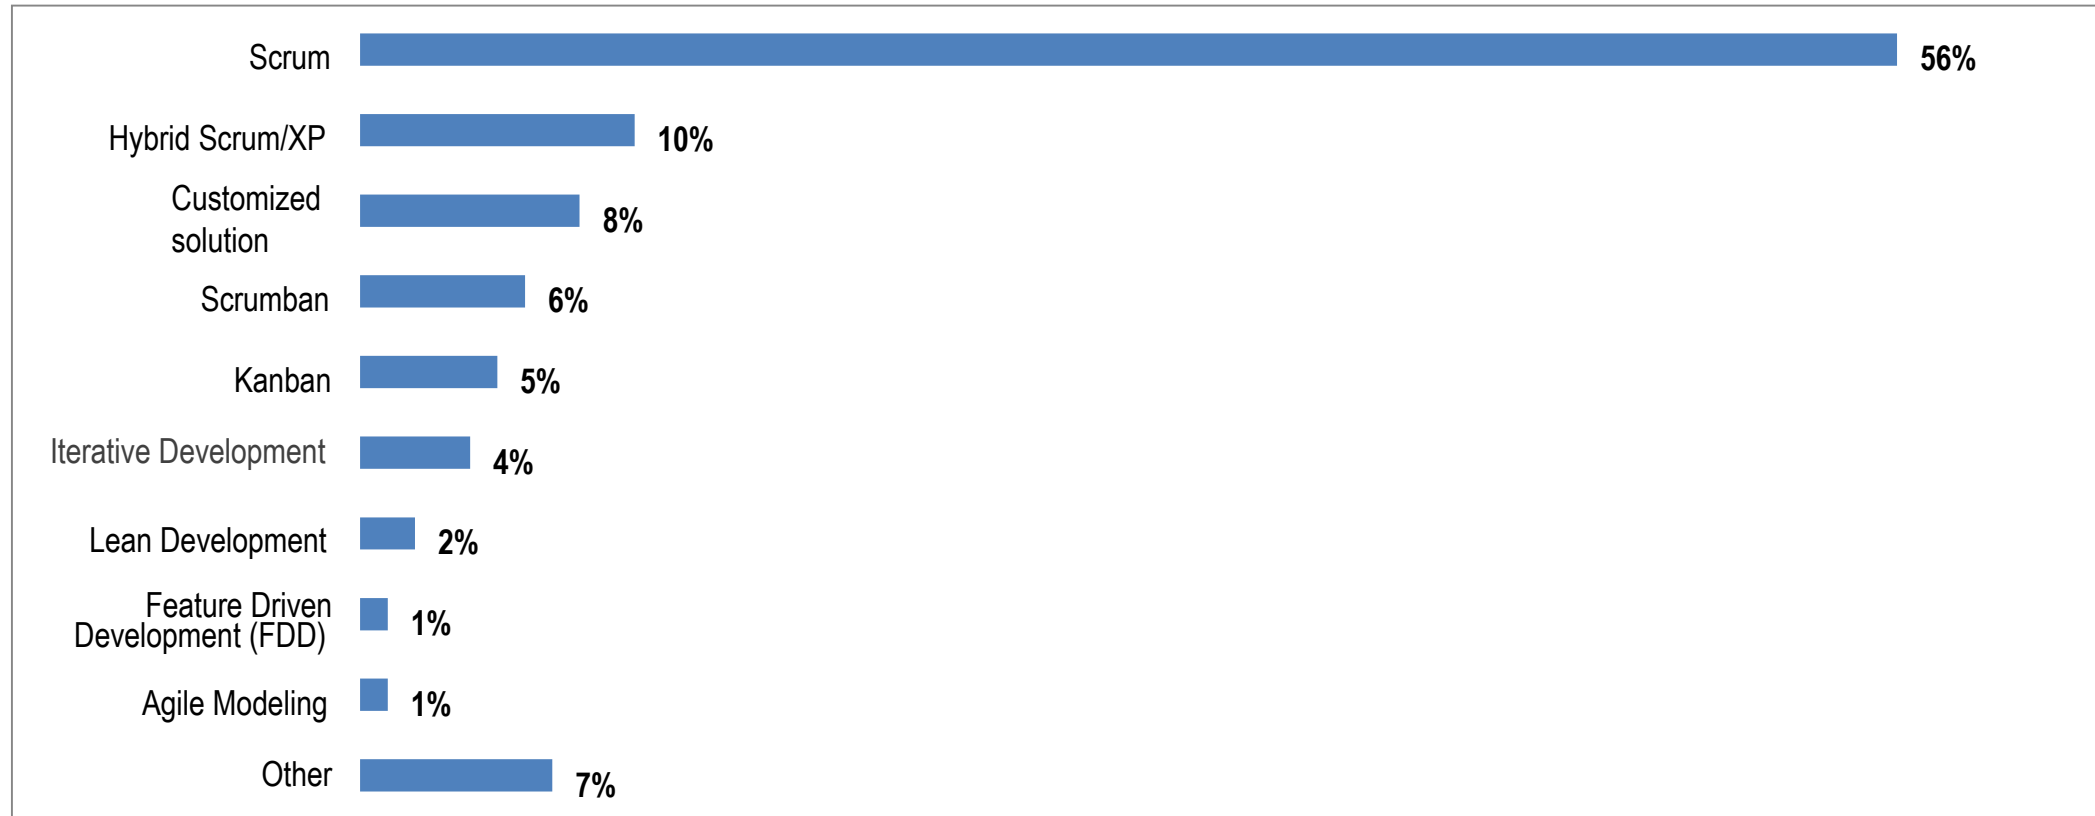 Scrum 56%
Hybrid Scrum/XP 10%
Customized
solution 8%
Scrumban 6%
Kanban 5%
Iterative Development 4%
Lean Development 2%
Feature Driven
Development (FDD) 1%
Agile Modeling 1%
Other 7%